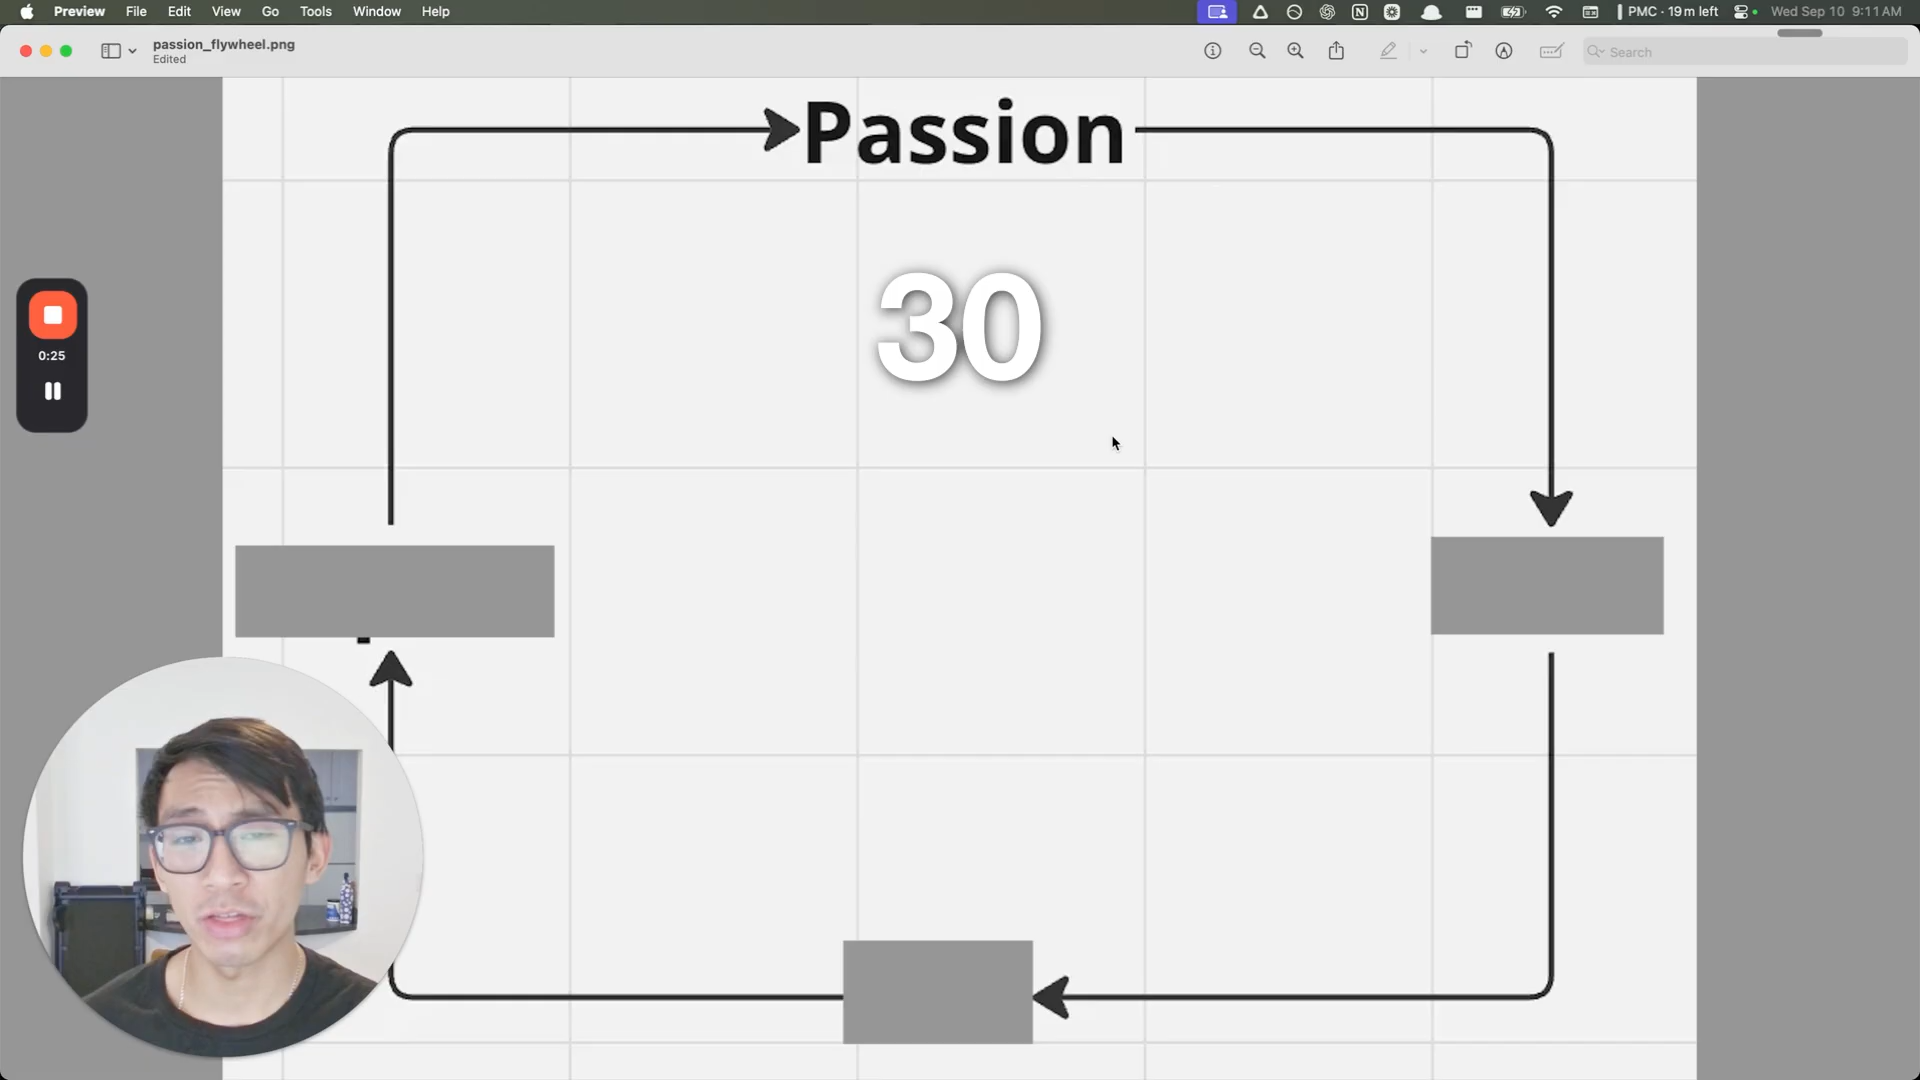 Preview File Edit View Go Tools Window Help PMC · 19 m left Wed Sep 10 9:11 AM
passion_flywheel.png
Edited
Search
Passion
30
0:25